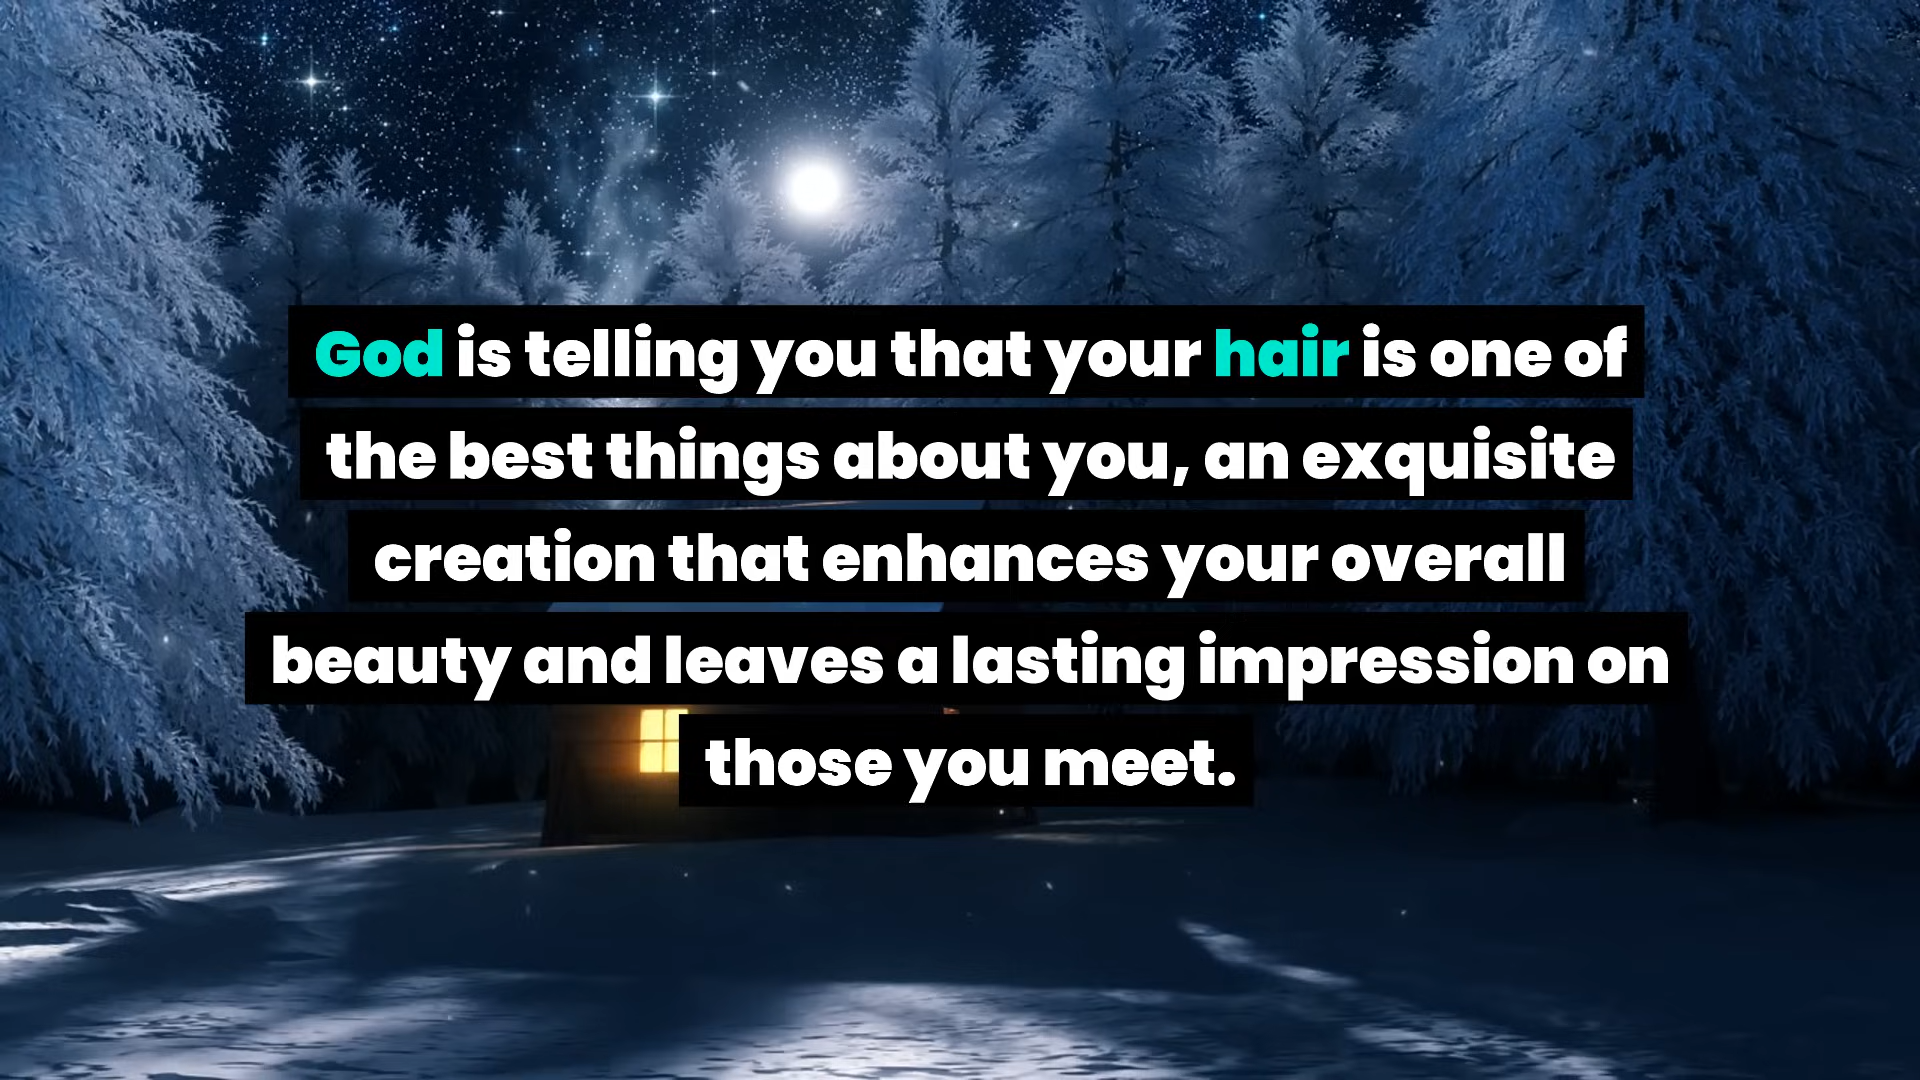 God is telling you that your hair is one of
the best things about you, an exquisite
creation that enhances your overall
beauty and leaves a lasting impression on
those you meet.